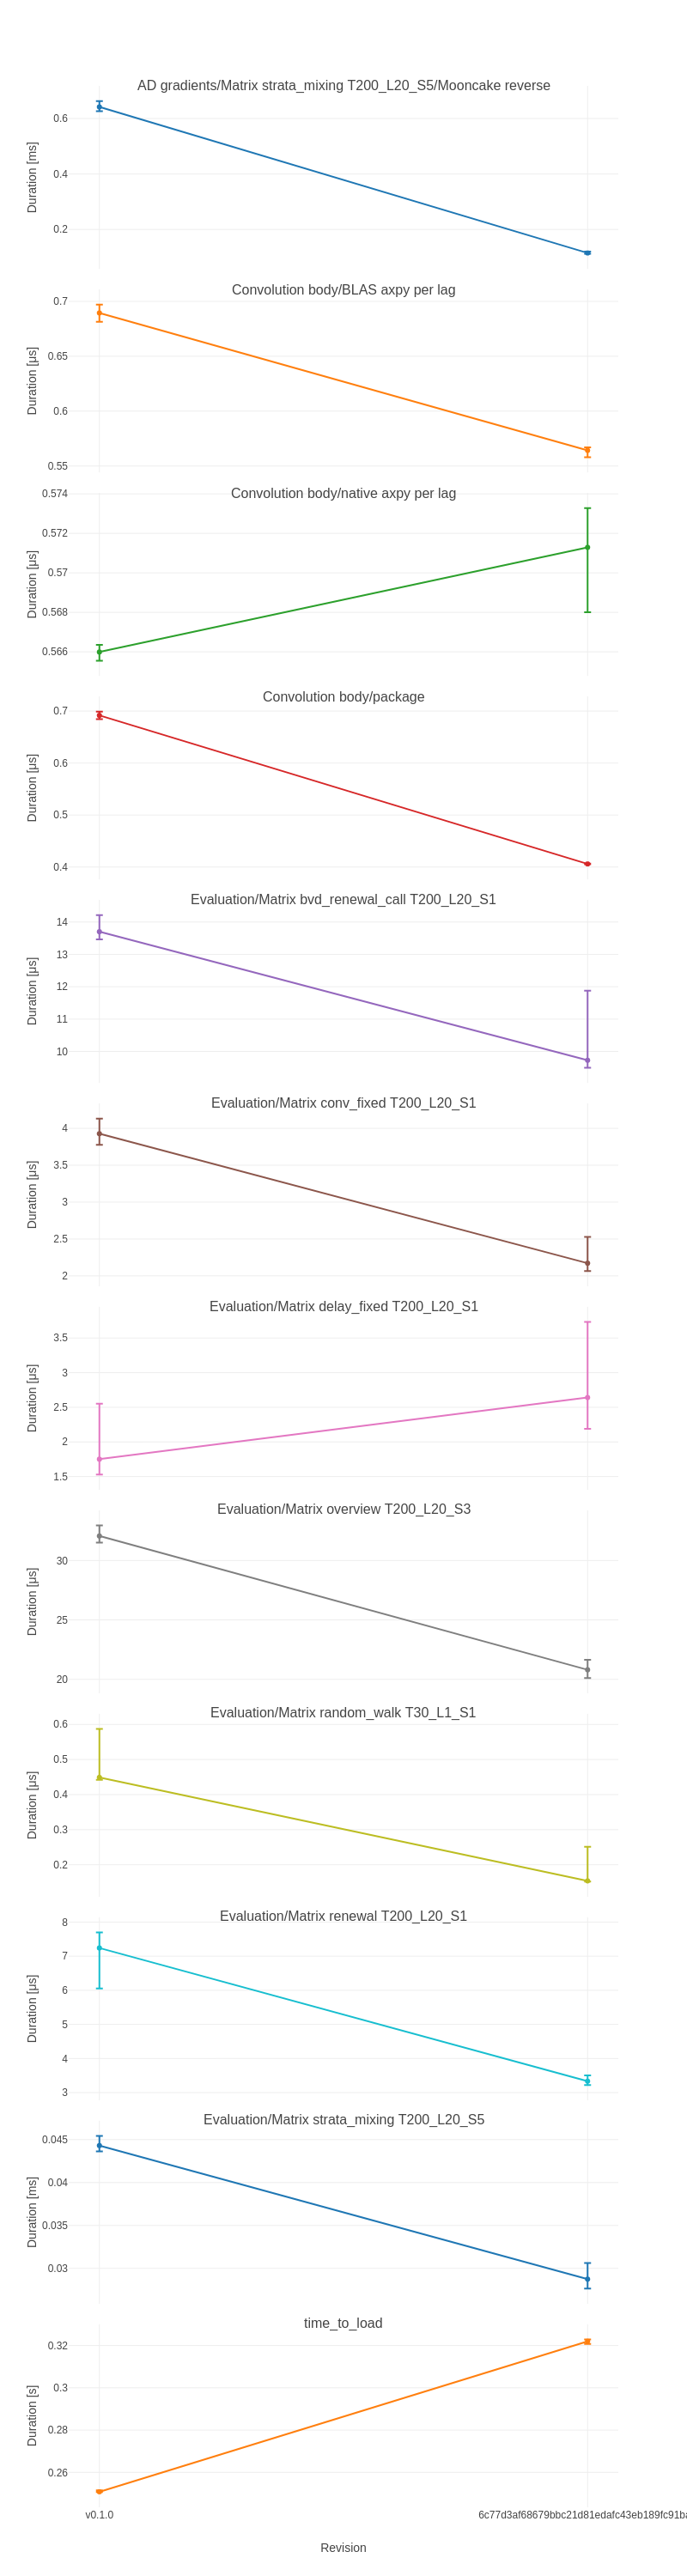 AD gradients/Matrix strata_mixing T200_L20_S5/Mooncake reverse
0.6
0.4
0.2
Duration [ms]
Convolution body/BLAS axpy per lag
0.7
0.65
0.6
0.55
Duration [μs]
Convolution body/native axpy per lag
0.574
0.572
0.57
0.568
0.566
Duration [μs]
Convolution body/package
0.7
0.6
0.5
0.4
Duration [μs]
Evaluation/Matrix bvd_renewal_call T200_L20_S1
14
13
12
11
10
Duration [μs]
Evaluation/Matrix conv_fixed T200_L20_S1
4
3.5
3
2.5
2
Duration [μs]
Evaluation/Matrix delay_fixed T200_L20_S1
3.5
3
2.5
2
1.5
Duration [μs]
Evaluation/Matrix overview T200_L20_S3
30
25
20
Duration [μs]
Evaluation/Matrix random_walk T30_L1_S1
0.6
0.5
0.4
0.3
0.2
Duration [μs]
Evaluation/Matrix renewal T200_L20_S1
8
7
6
5
4
3
Duration [μs]
Evaluation/Matrix strata_mixing T200_L20_S5
0.045
0.04
0.035
0.03
Duration [ms]
time_to_load
0.32
0.3
0.28
0.26
Duration [s]
v0.1.0
6c77d3af68679bbc21d81edafc43eb189fc91ba
Revision